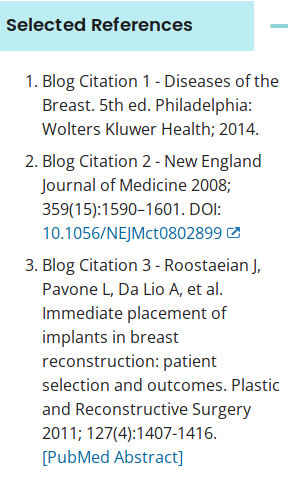 Selected References
1. Blog Citation 1 - Diseases of the
Breast. 5th ed. Philadelphia:
Wolters Kluwer Health; 2014.
2. Blog Citation 2 - New England
Journal of Medicine 2008;
359(15):1590–1601. DOI:
10.1056/NEJMct0802899
3. Blog Citation 3 - Roostaeian J,
Pavone L, Da Lio A, et al.
Immediate placement of
implants in breast
reconstruction: patient
selection and outcomes. Plastic
and Reconstructive Surgery
2011; 127(4):1407-1416.
[PubMed Abstract]